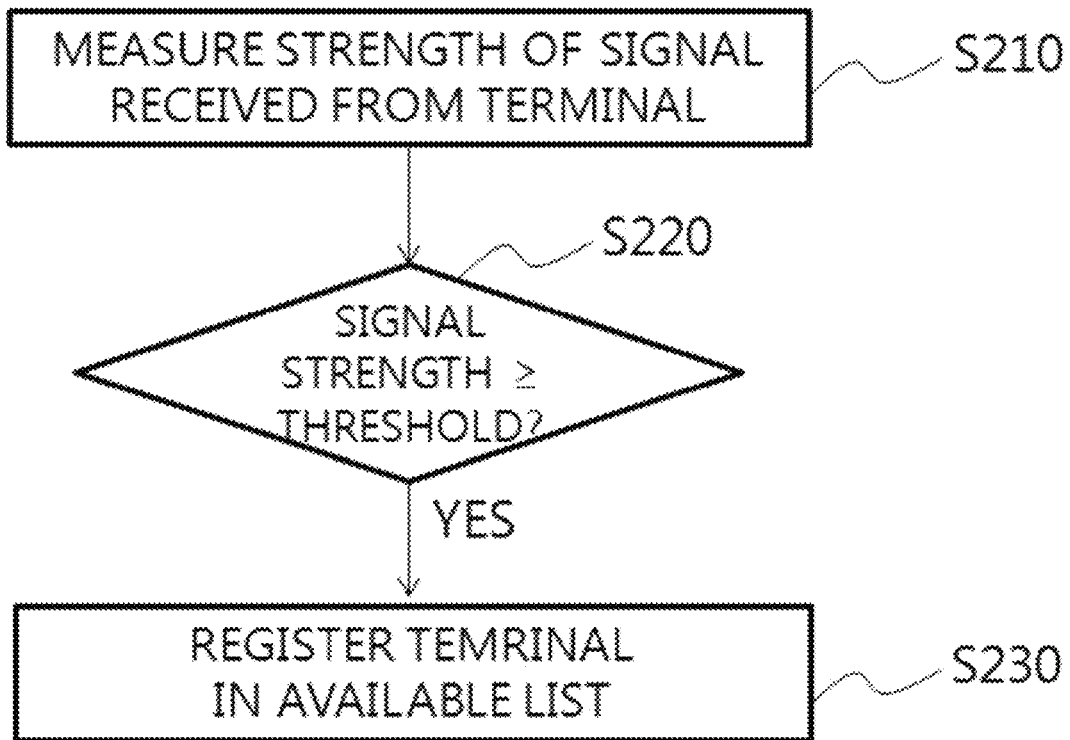 MEASURE STRENGTH OF SIGNAL
RECEIVED FROM TERMINAL
S210
S220
SIGNAL
STRENGTH ≥
THRESHOLD?
YES
REGISTER TEMRINAL
IN AVAILABLE LIST
S230